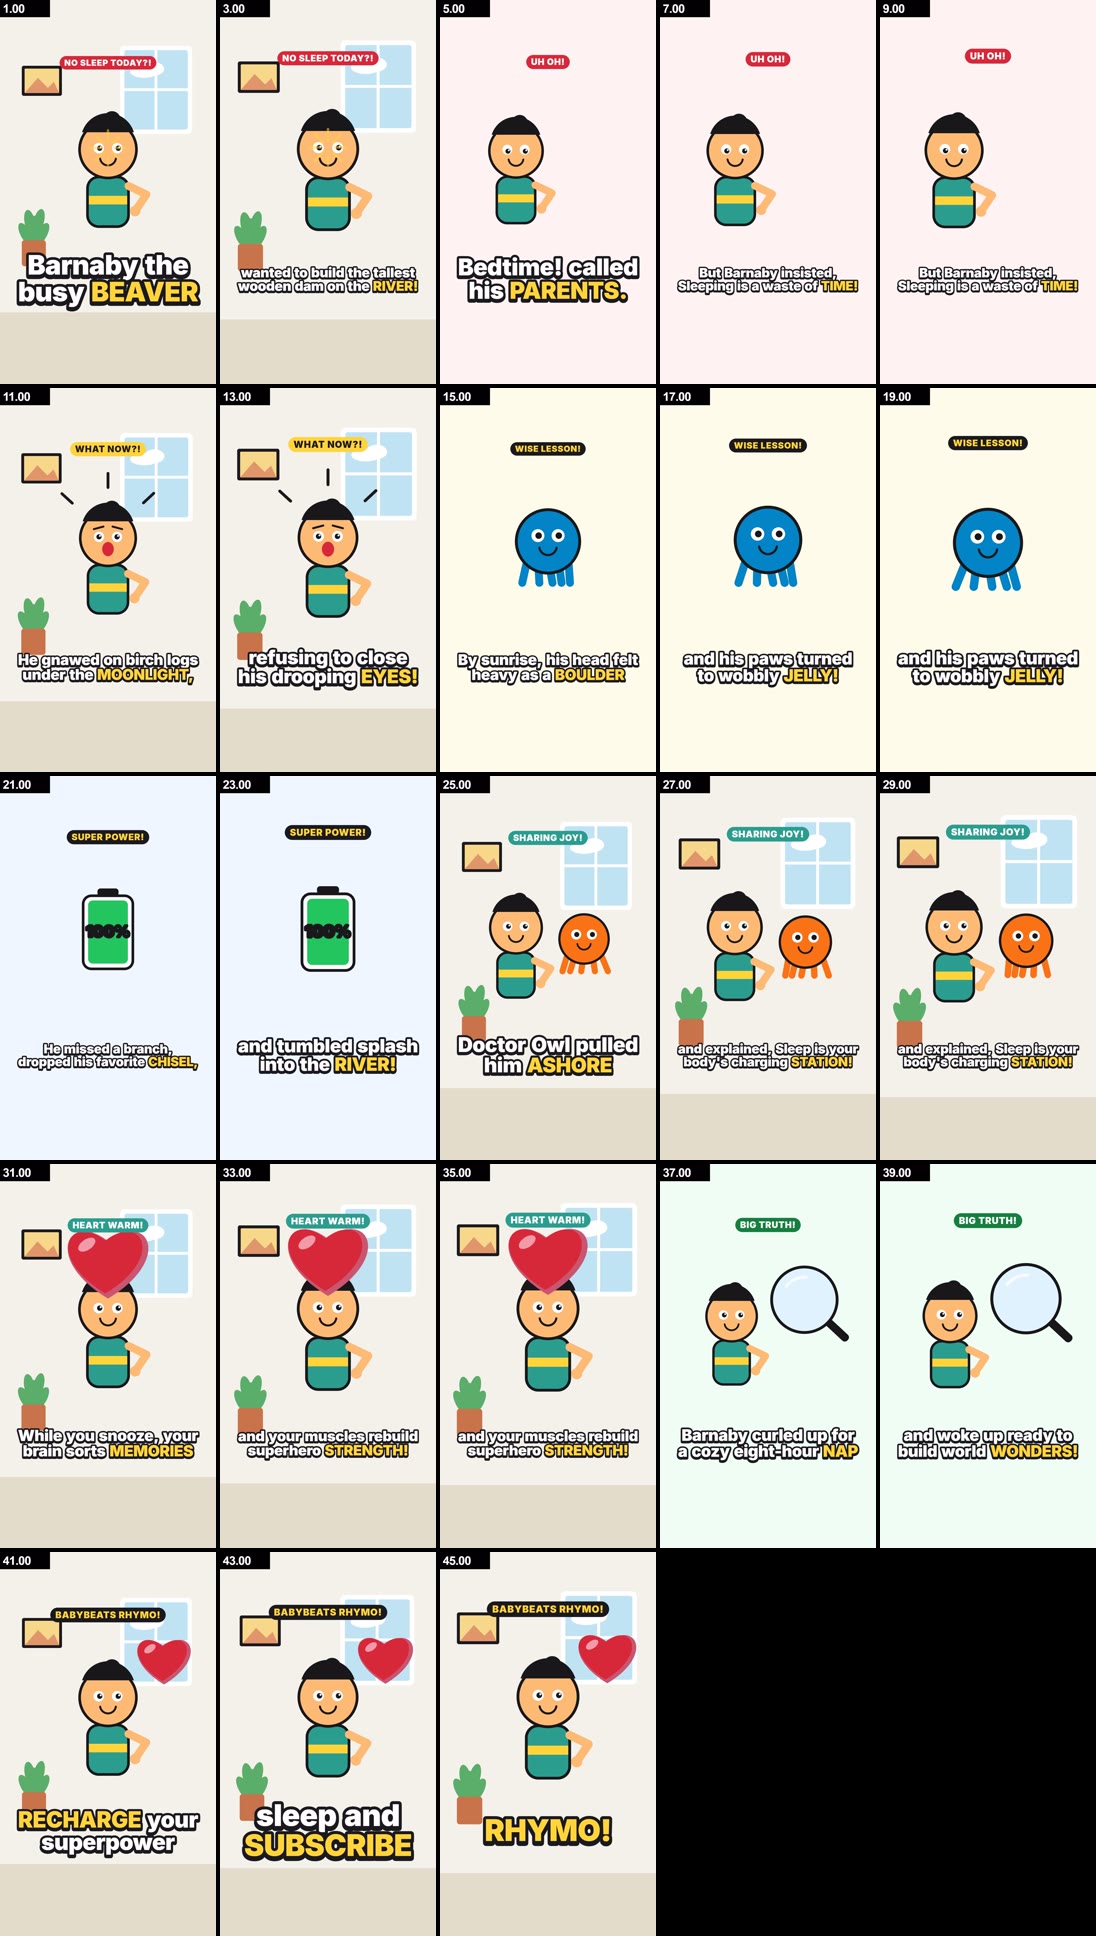 1.00
NO SLEEP TODAY?!
Barnaby the
busy BEAVER
3.00
NO SLEEP TODAY?!
wanted to build the tallest
wooden dam on the RIVER!
5.00
UH OH!
Bedtime! called
his PARENTS.
7.00
UH OH!
But Barnaby insisted,
Sleeping is a waste of TIME!
9.00
UH OH!
But Barnaby insisted,
Sleeping is a waste of TIME!
11.00
WHAT NOW?!
He gnawed on birch logs
under the MOONLIGHT,
13.00
WHAT NOW?!
refusing to close
his drooping EYES!
15.00
WISE LESSON!
By sunrise, his head felt
heavy as a BOULDER
17.00
WISE LESSON!
and his paws turned
to wobbly JELLY!
19.00
WISE LESSON!
and his paws turned
to wobbly JELLY!
21.00
SUPER POWER!
100%
He missed a branch,
dropped his favorite CHISEL,
23.00
SUPER POWER!
100%
and tumbled splash
into the RIVER!
25.00
SHARING JOY!
Doctor Owl pulled
him ASHORE
27.00
SHARING JOY!
and explained, Sleep is your
body's charging STATION!
29.00
SHARING JOY!
and explained, Sleep is your
body's charging STATION!
31.00
HEART WARM!
While you snooze, your
brain sorts MEMORIES
33.00
HEART WARM!
and your muscles rebuild
superhero STRENGTH!
35.00
HEART WARM!
and your muscles rebuild
superhero STRENGTH!
37.00
BIG TRUTH!
Barnaby curled up for
a cozy eight-hour NAP
39.00
BIG TRUTH!
and woke up ready to
build world WONDERS!
41.00
BABYBEATS RHYMO!
RECHARGE your
superpower
43.00
BABYBEATS RHYMO!
sleep and
SUBSCRIBE
45.00
BABYBEATS RHYMO!
RHYMO!